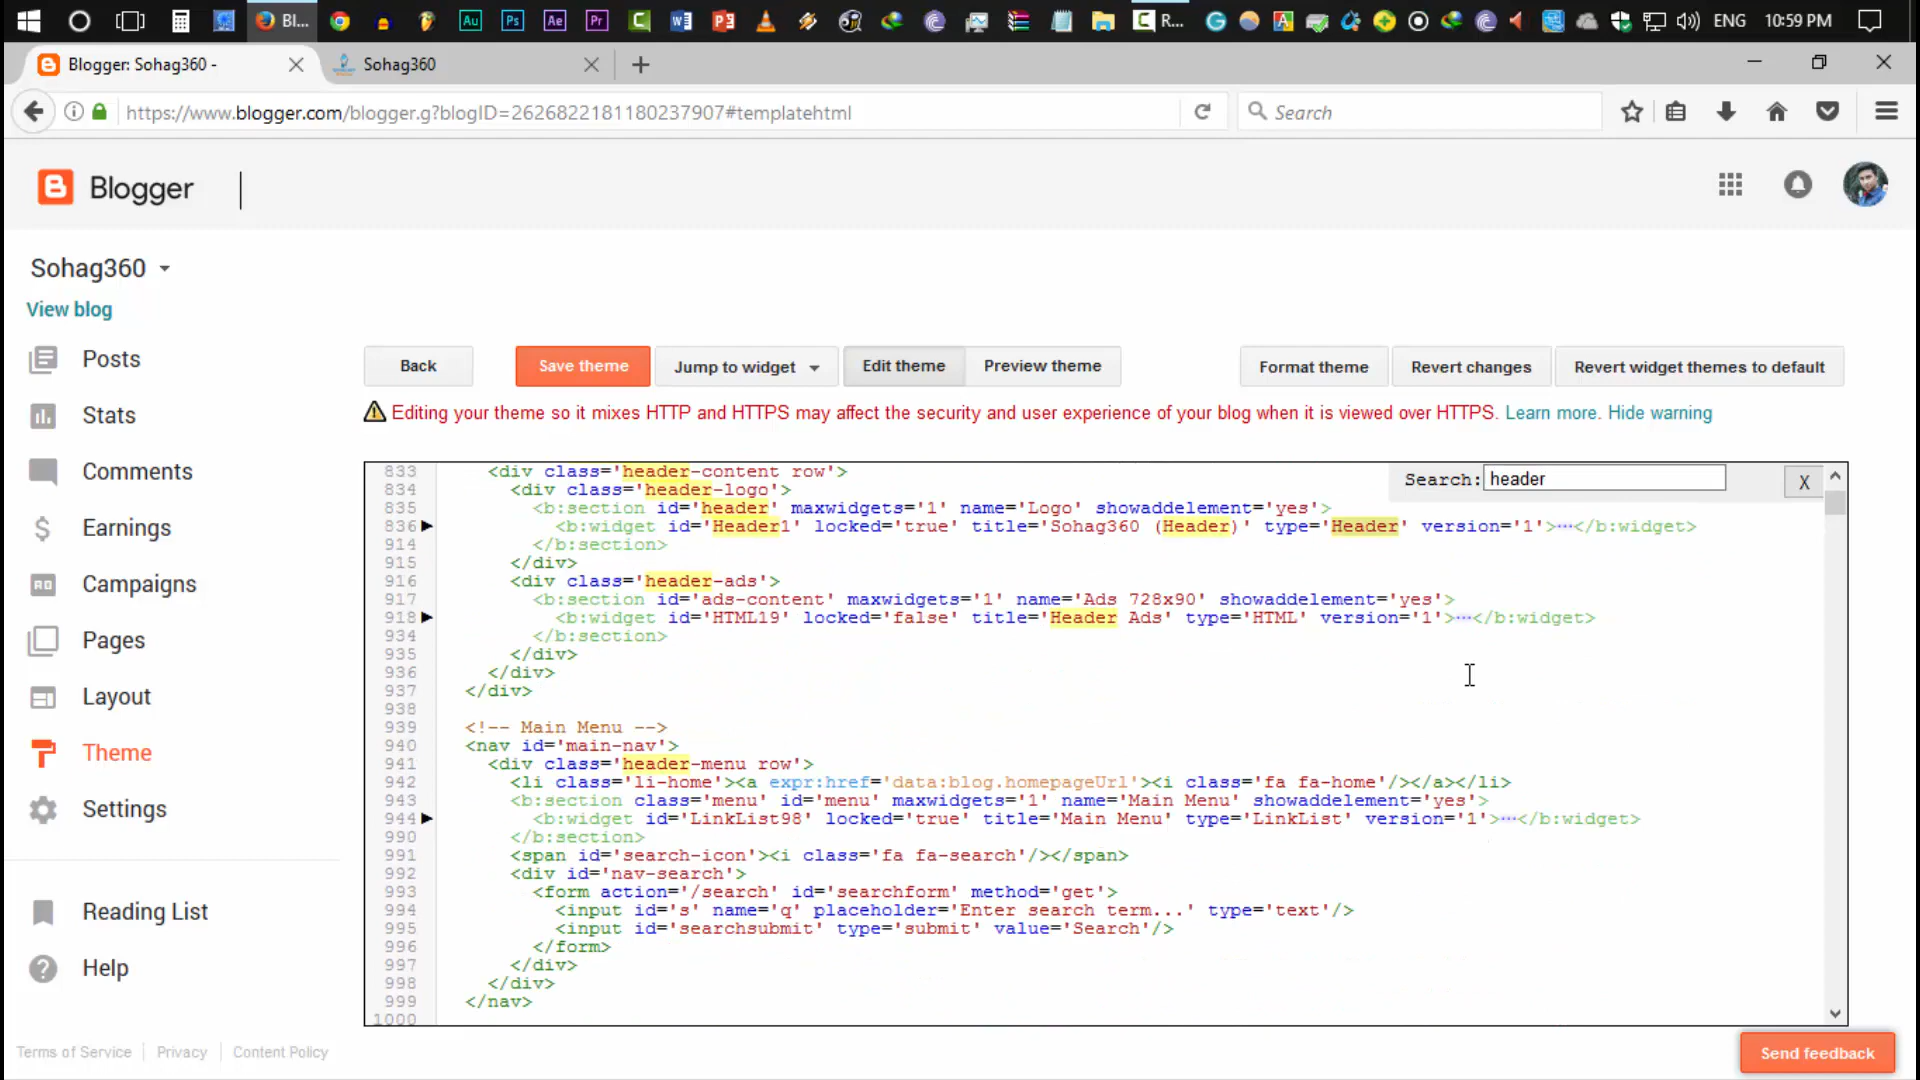 Au Ps Ae Pr
Bl... R... ENG 10:59 PM
Blogger: Sohag360 - Sohag360
https://www.blogger.com/blogger.g?blogID=2626822181180237907#templatehtml Search
Blogger
Sohag360
View blog
Posts
Stats
Comments
Earnings
Campaigns
Pages
Layout
Theme
Settings
Reading List
Help
Terms of Service Privacy Content Policy
Back Save theme Jump to widget Edit theme Preview theme Format theme Revert changes Revert widget themes to default
Editing your theme so it mixes HTTP and HTTPS may affect the security and user experience of your blog when it is viewed over HTTPS. Learn more. Hide warning
Search: header X
833 <div class='header-content row'>
834 <div class='header-logo'>
835 <b:section id='header' maxwidgets='1' name='Logo' showaddelement='yes'>
836 <b:widget id='Header1' locked='true' title='Sohag360 (Header)' type='Header' version='1'>…</b:widget>
914 </b:section>
915 </div>
916 <div class='header-ads'>
917 <b:section id='ads-content' maxwidgets='1' name='Ads 728x90' showaddelement='yes'>
918 <b:widget id='HTML19' locked='false' title='Header Ads' type='HTML' version='1'>…</b:widget>
934 </b:section>
935 </div>
936 </div>
937 </div>
938
939 <!-- Main Menu -->
940 <nav id='main-nav'>
941 <div class='header-menu row'>
942 <li class='li-home'><a expr:href='data:blog.homepageUrl'><i class='fa fa-home'/></a></li>
943 <b:section class='menu' id='menu' maxwidgets='1' name='Main Menu' showaddelement='yes'>
944 <b:widget id='LinkList98' locked='true' title='Main Menu' type='LinkList' version='1'>…</b:widget>
990 </b:section>
991 <span id='search-icon'><i class='fa fa-search'/></span>
992 <div id='nav-search'>
993 <form action='/search' id='searchform' method='get'>
994 <input id='s' name='q' placeholder='Enter search term...' type='text'/>
995 <input id='searchsubmit' type='submit' value='Search'/>
996 </form>
997 </div>
998 </div>
999 </nav>
1000
Send feedback